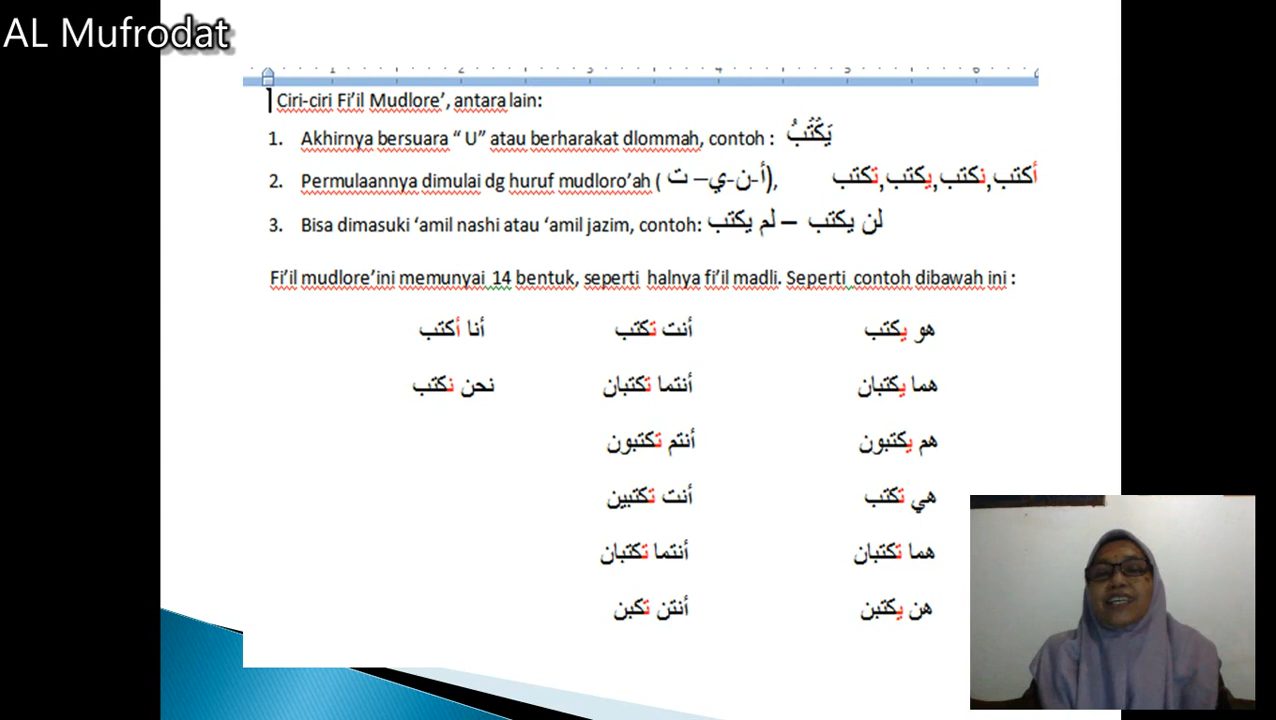 AL Mufrodat
Ciri-ciri Fi'il Mudlore', antara lain:
1. Akhirnya bersuara “ U” atau berharakat dlommah, contoh : يَكْتُبُ
2. Permulaannya dimulai dg huruf mudloro'ah ( أ-ن-ي– ت), أكتب,نكتب,يكتب,تكتب
3. Bisa dimasuki ‘amil nashi atau ‘amil jazim, contoh: لن يكتب – لم يكتب
Fi'il mudlore'ini memunyai 14 bentuk, seperti halnya fi'il madli. Seperti contoh dibawah ini :
هو يكتب أنت تكتب أنا أكتب
هما يكتبان أنتما تكتبان نحن نكتب
هم يكتبون أنتم تكتبون
هي تكتب أنت تكتبين
هما تكتبان أنتما تكتبان
هن يكتبن أنتن تكبن